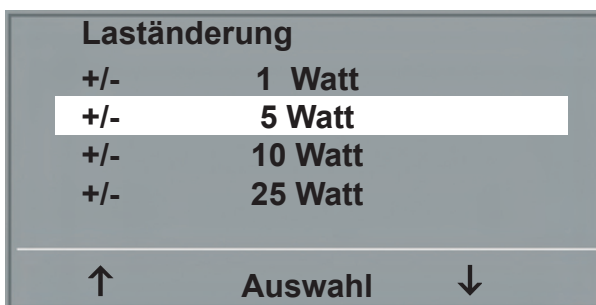 Laständerung
+/- 1 Watt
+/- 5 Watt
+/- 10 Watt
+/- 25 Watt
↑ Auswahl ↓